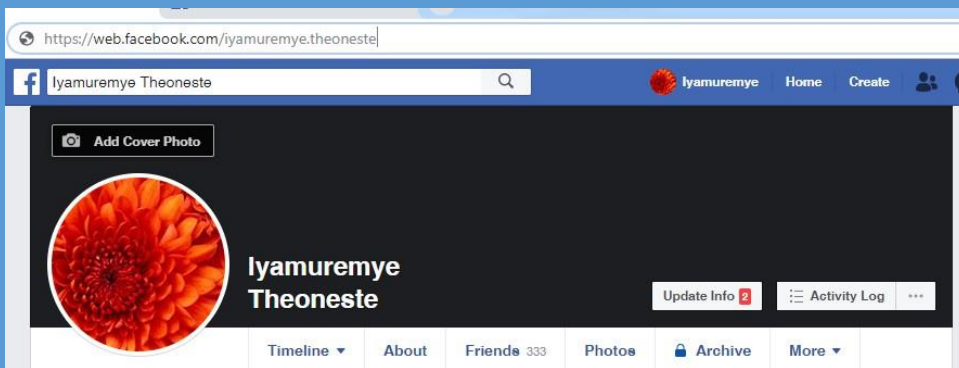 https://web.facebook.com/iyamuremye.theoneste
f Iyamuremye Theoneste Iyamuremye Home Create
Add Cover Photo
Iyamuremye
Theoneste
Update Info 2 Activity Log ...
Timeline About Friends 333 Photos Archive More